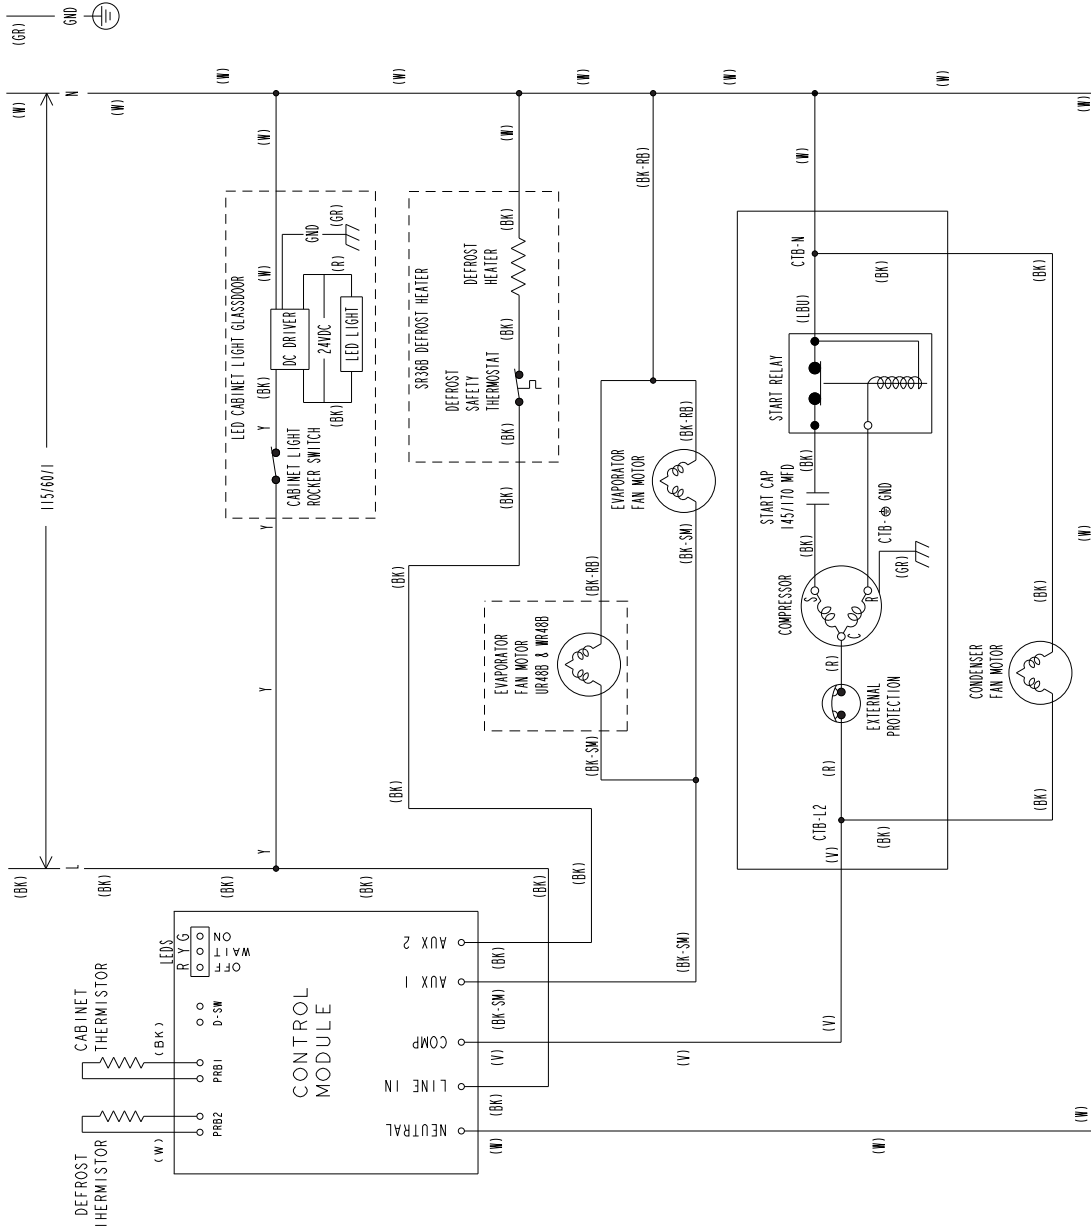 (GR)
GND
(W)
N
(W)
(W)
(W)
(W)
(W)
(W)
(W)
115/60/1
(W)
LED CABINET LIGHT GLASSDOOR
(W)
GND
(GR)
DC DRIVER
24VDC
(R)
LED LIGHT
(BK)
(BK)
Y
CABINET LIGHT
ROCKER SWITCH
Y
Y
Y
(W)
SR36B DEFROST HEATER
(BK)
DEFROST
HEATER
(BK)
DEFROST
SAFETY
THERMOSTAT
(BK)
(BK)
(BK)
(BK)
(BK)
(BK-RB)
EVAPORATOR
FAN MOTOR
(BK-RB)
(BK-SM)
(BK-RB)
EVAPORATOR
FAN MOTOR
UR48B & WR48B
(BK-SM)
(BK-SM)
(W)
CTB-N
(BK)
(BK)
(LBU)
START RELAY
(BK)
START CAP
145/170 MFD
(BK)
CTB- GND
(GR)
COMPRESSOR
S
R
C
(R)
EXTERNAL
PROTECTION
(R)
CTB-L2
(V)
(BK)
(BK)
CONDENSER
FAN MOTOR
(BK)
(W)
L
(BK)
(BK)
(BK)
(BK)
(BK)
LEDS
R Y G
ON
WAIT
OFF
D-SW
CABINET
THERMISTOR
(BK)
PRB1
PRB2
(W)
DEFROST
THERMISTOR
CONTROL
MODULE
AUX 2
AUX 1
COMP
LINE IN
NEUTRAL
(BK)
(BK-SM)
(V)
(BK)
(W)
(V)
(V)
(W)
(W)